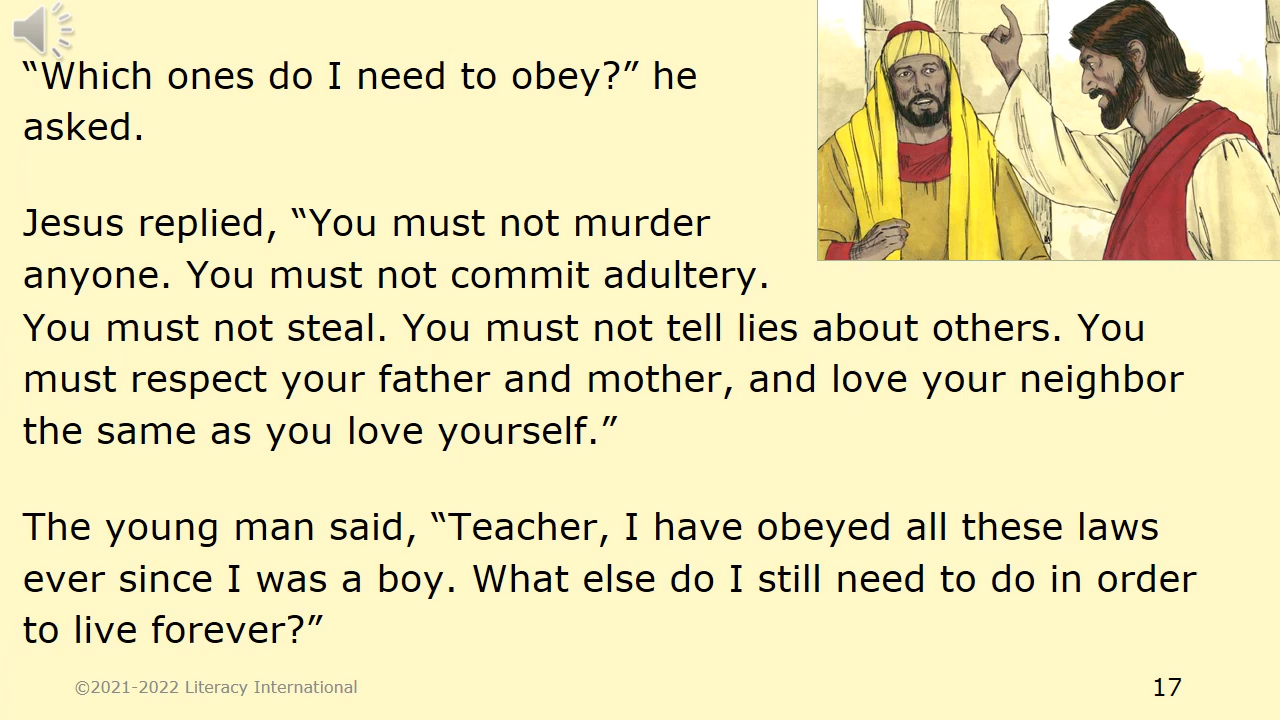 “Which ones do I need to obey?” he
asked.
Jesus replied, “You must not murder
anyone. You must not commit adultery.
You must not steal. You must not tell lies about others. You
must respect your father and mother, and love your neighbor
the same as you love yourself.”
The young man said, “Teacher, I have obeyed all these laws
ever since I was a boy. What else do I still need to do in order
to live forever?”
©2021-2022 Literacy International
17